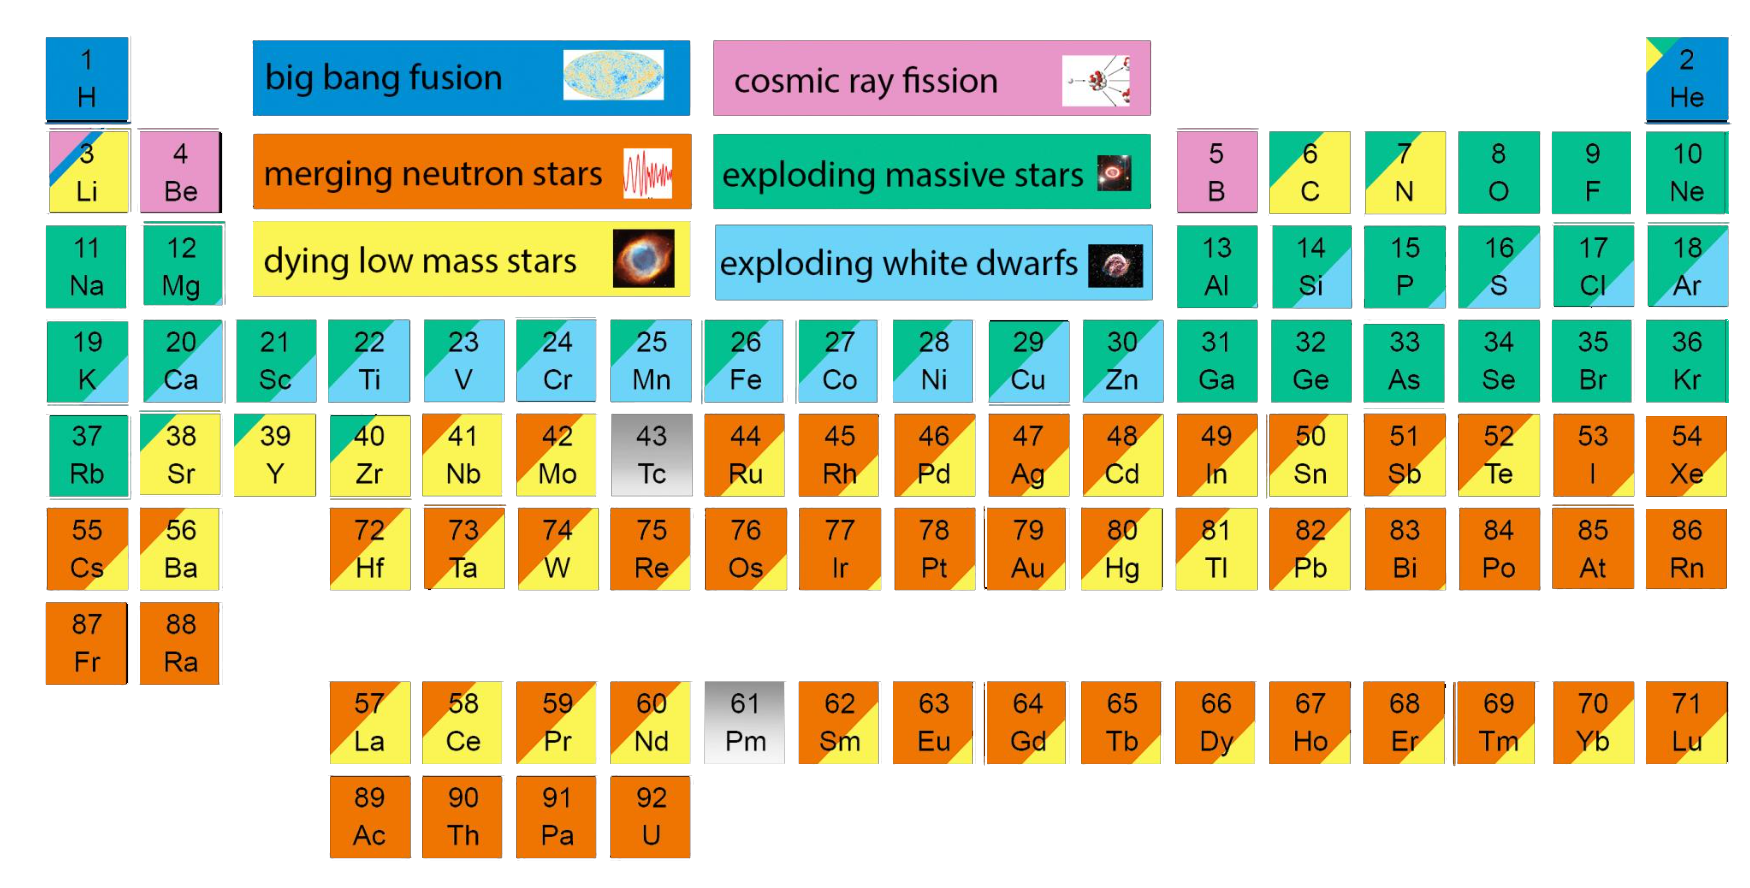 1 2
H big bang fusion cosmic ray fission He
3 4 5 6 7 8 9 10
Li Be merging neutron stars exploding massive stars B C N O F Ne
11 12 13 14 15 16 17 18
Na Mg dying low mass stars exploding white dwarfs Al Si P S Cl Ar
19 20 21 22 23 24 25 26 27 28 29 30 31 32 33 34 35 36
K Ca Sc Ti V Cr Mn Fe Co Ni Cu Zn Ga Ge As Se Br Kr
37 38 39 40 41 42 43 44 45 46 47 48 49 50 51 52 53 54
Rb Sr Y Zr Nb Mo Tc Ru Rh Pd Ag Cd In Sn Sb Te I Xe
55 56 72 73 74 75 76 77 78 79 80 81 82 83 84 85 86
Cs Ba Hf Ta W Re Os Ir Pt Au Hg Tl Pb Bi Po At Rn
87 88
Fr Ra
57 58 59 60 61 62 63 64 65 66 67 68 69 70 71
La Ce Pr Nd Pm Sm Eu Gd Tb Dy Ho Er Tm Yb Lu
89 90 91 92
Ac Th Pa U